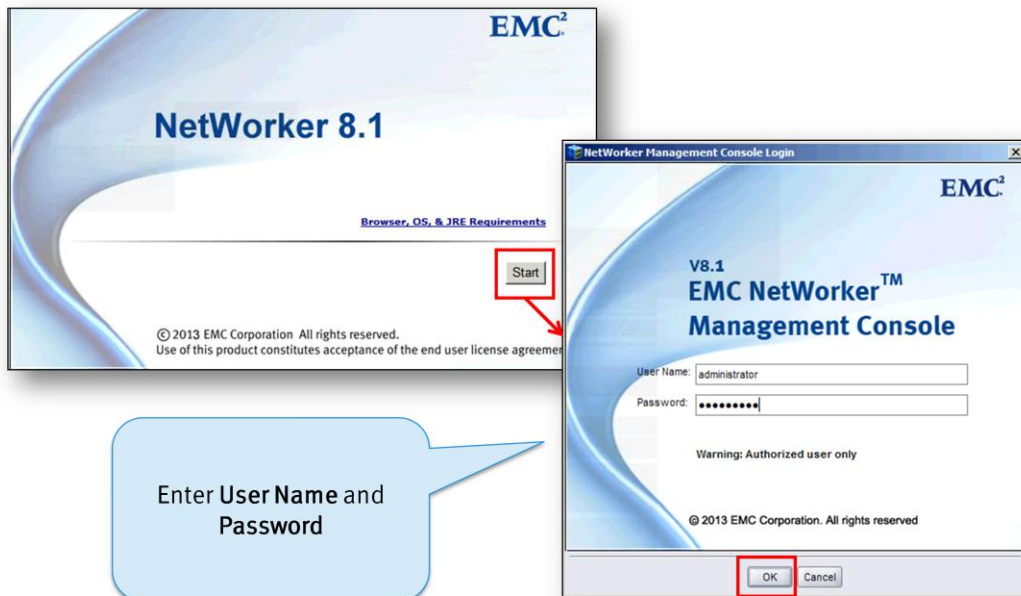 EMC²
NetWorker 8.1
Browser, OS, & JRE Requirements
Start
© 2013 EMC Corporation All rights reserved.
Use of this product constitutes acceptance of the end user license
NetWorker Management Console Login
EMC²
V8.1
EMC NetWorker™
Management Console
User Name: administrator
Password: •••••••••
Warning: Authorized user only
© 2013 EMC Corporation. All rights reserved
OK Cancel
Enter User Name and
Password